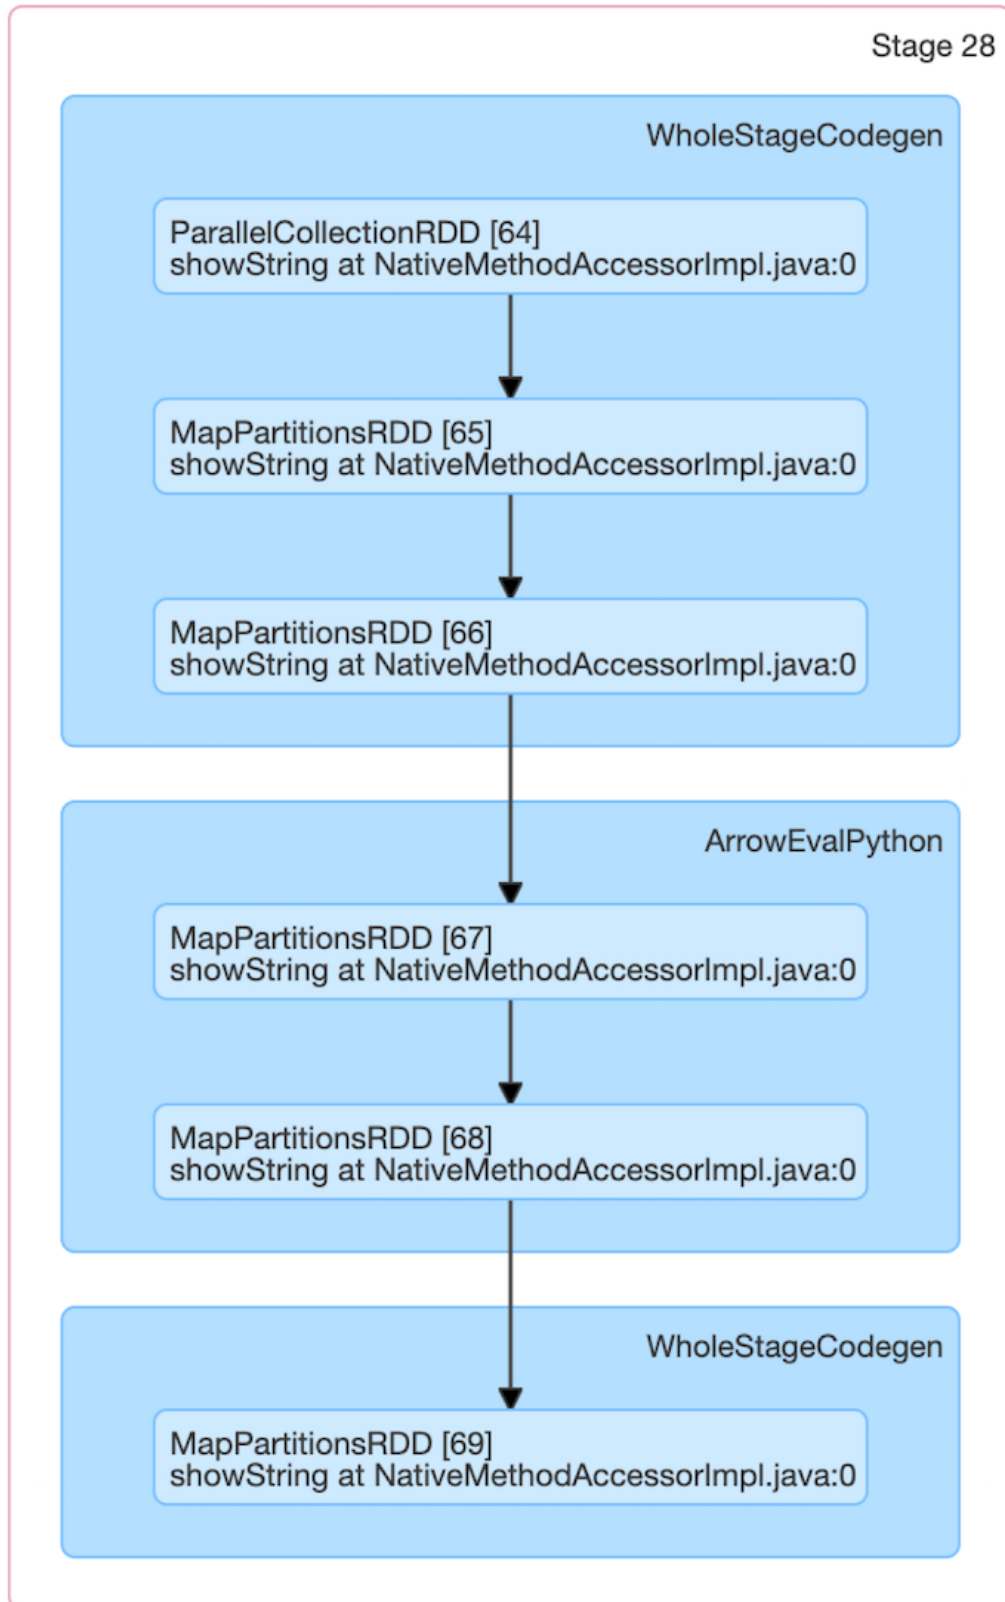 Stage 28
WholeStageCodegen
ParallelCollectionRDD [64]
showString at NativeMethodAccessorImpl.java:0
MapPartitionsRDD [65]
showString at NativeMethodAccessorImpl.java:0
MapPartitionsRDD [66]
showString at NativeMethodAccessorImpl.java:0
ArrowEvalPython
MapPartitionsRDD [67]
showString at NativeMethodAccessorImpl.java:0
MapPartitionsRDD [68]
showString at NativeMethodAccessorImpl.java:0
WholeStageCodegen
MapPartitionsRDD [69]
showString at NativeMethodAccessorImpl.java:0